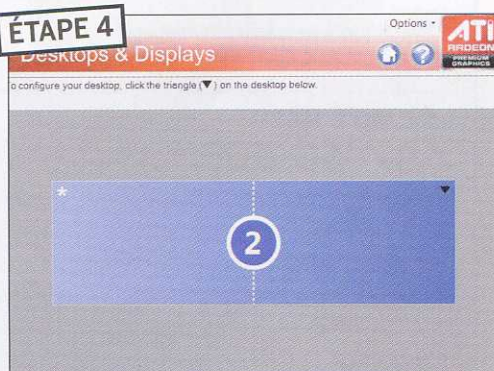 ÉTAPE 4
Options
ATI
RADEON
PREMIUM
GRAPHICS
Desktops & Displays
o configure your desktop, click the triangle (▼) on the desktop below.
*
2